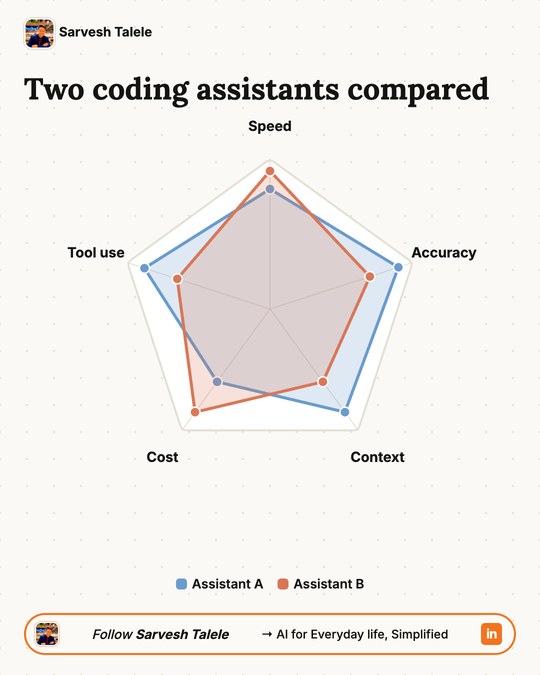 Sarvesh Talele
Two coding assistants compared
Speed
Tool use
Accuracy
Cost
Context
Assistant A
Assistant B
Follow Sarvesh Talele → AI for Everyday life, Simplified in